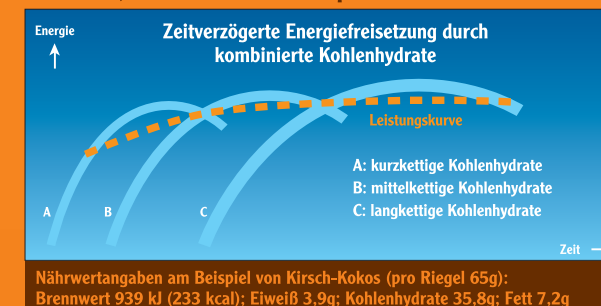 Energie
Zeitverzögerte Energiefreisetzung durch
kombinierte Kohlenhydrate
Leistungskurve
A: kurzkettige Kohlenhydrate
B: mittelkettige Kohlenhydrate
C: langkettige Kohlenhydrate
A
B
C
Zeit
Nährwertangaben am Beispiel von Kirsch-Kokos (pro Riegel 65g):
Brennwert 939 kJ (233 kcal); Eiweiß 3,9g; Kohlenhydrate 35,8g; Fett 7,2g